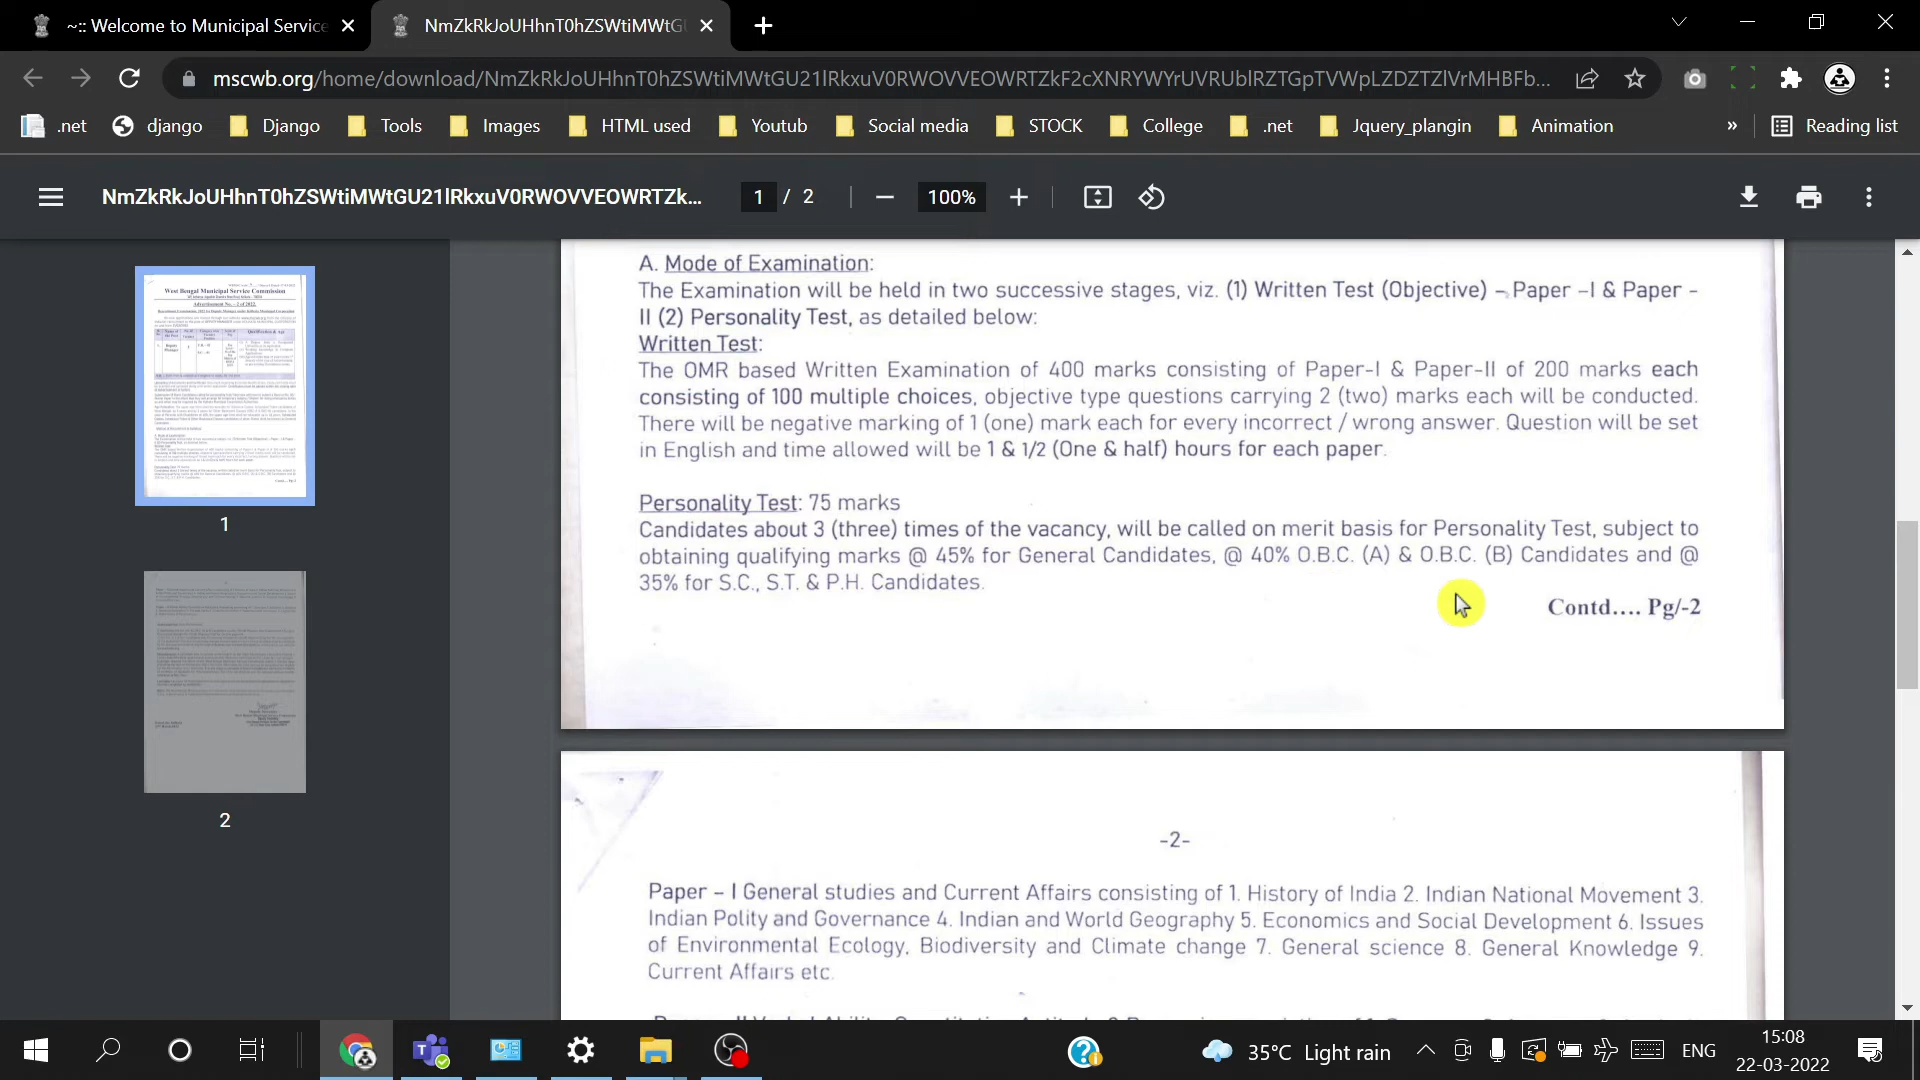 ~:: Welcome to Municipal Service
NmZkRkJoUHhnT0hZSWtiMWtG
mscwb.org/home/download/NmZkRkJoUHhnT0hZSWtiMWtGU21lRkxuV0RWOVVEOWRTZkF2cXNRYWYrUVRUblRZTGpTVWpLZDZTZlVrMHBFb...
.net django Django Tools Images HTML used Youtub Social media STOCK College .net Jquery_plangin Animation » Reading list
NmZkRkJoUHhnT0hZSWtiMWtGU21lRkxuV0RWOVVEOWRTZk... 1 / 2 100%
West Bengal Municipal Service Commission
1
2
A. Mode of Examination:
The Examination will be held in two successive stages, viz. (1) Written Test (Objective) – Paper –I & Paper –
II (2) Personality Test, as detailed below:
Written Test:
The OMR based Written Examination of 400 marks consisting of Paper-I & Paper-II of 200 marks each
consisting of 100 multiple choices, objective type questions carrying 2 (two) marks each will be conducted.
There will be negative marking of 1 (one) mark each for every incorrect / wrong answer. Question will be set
in English and time allowed will be 1 & 1/2 (One & half) hours for each paper.
Personality Test: 75 marks
Candidates about 3 (three) times of the vacancy, will be called on merit basis for Personality Test, subject to
obtaining qualifying marks @ 45% for General Candidates, @ 40% O.B.C. (A) & O.B.C. (B) Candidates and @
35% for S.C., S.T. & P.H. Candidates.
Contd.... Pg/-2
-2-
Paper – I General studies and Current Affairs consisting of 1. History of India 2. Indian National Movement 3.
Indian Polity and Governance 4. Indian and World Geography 5. Economics and Social Development 6. Issues
of Environmental Ecology, Biodiversity and Climate change 7. General science 8. General Knowledge 9.
Current Affairs etc.
35°C Light rain
ENG
15:08
22-03-2022